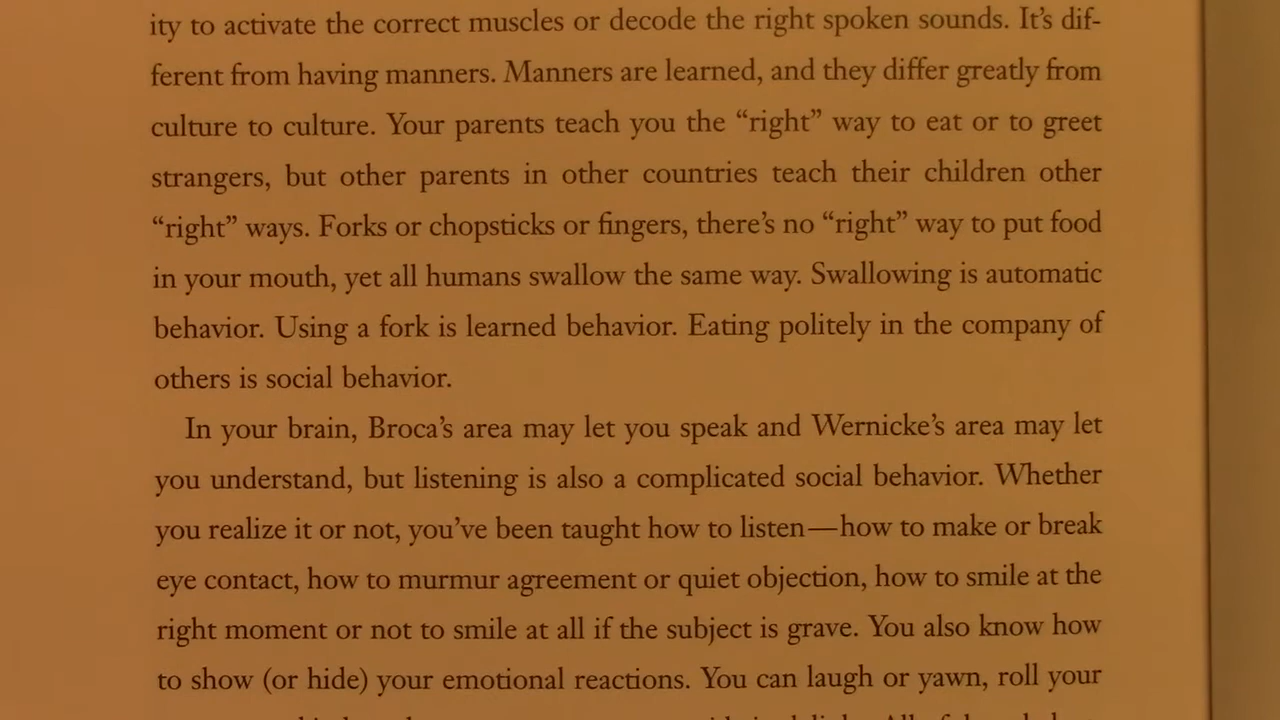 ity to activate the correct muscles or decode the right spoken sounds. It’s dif-
ferent from having manners. Manners are learned, and they differ greatly from
culture to culture. Your parents teach you the “right” way to eat or to greet
strangers, but other parents in other countries teach their children other
“right” ways. Forks or chopsticks or fingers, there’s no “right” way to put food
in your mouth, yet all humans swallow the same way. Swallowing is automatic
behavior. Using a fork is learned behavior. Eating politely in the company of
others is social behavior.
In your brain, Broca’s area may let you speak and Wernicke’s area may let
you understand, but listening is also a complicated social behavior. Whether
you realize it or not, you’ve been taught how to listen—how to make or break
eye contact, how to murmur agreement or quiet objection, how to smile at the
right moment or not to smile at all if the subject is grave. You also know how
to show (or hide) your emotional reactions. You can laugh or yawn, roll your